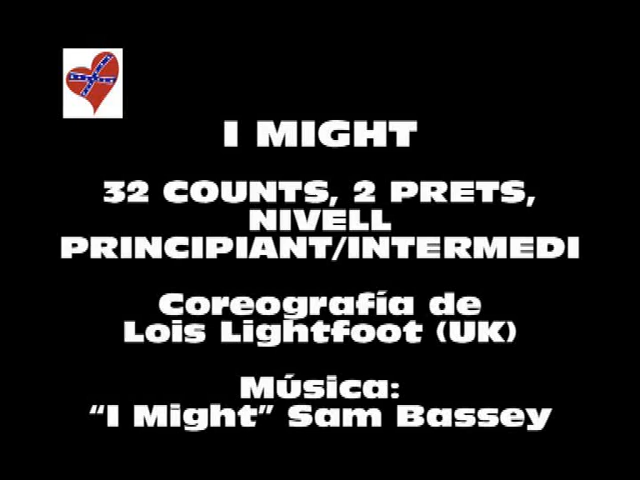 I MIGHT
32 COUNTS, 2 PRETS,
NIVELL
PRINCIPIANT/INTERMEDI
Coreografía de
Lois Lightfoot (UK)
Música:
“I Might” Sam Bassey